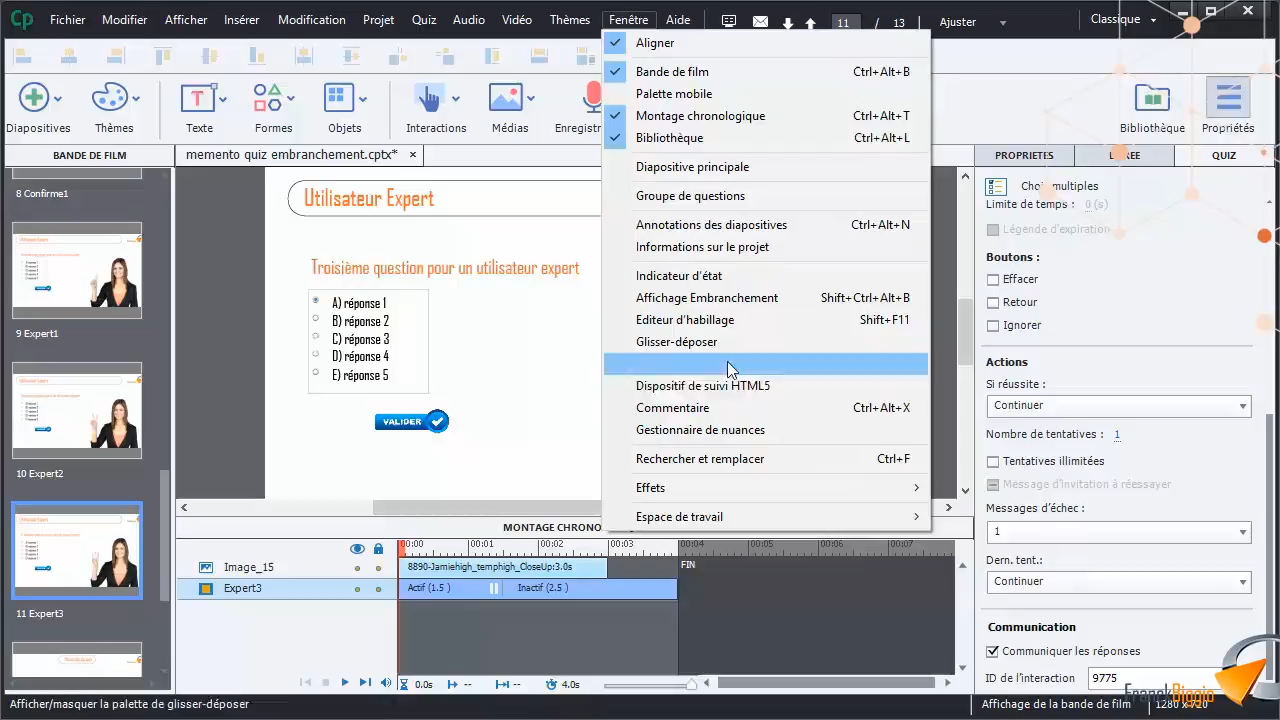 Cp Fichier Modifier Afficher Insérer Modification Projet Quiz Audio Vidéo Thèmes Fenêtre Aide 11 / 13 Ajuster Classique
Diapositives Thèmes Texte Formes Objets Interactions Médias Enregistr Bibliothèque Propriétés
BANDE DE FILM
memento quiz embranchement.cptx* ×
8 Confirme1
9 Expert1
10 Expert2
11 Expert3
Utilisateur Expert
Troisième question pour un utilisateur expert
A) réponse 1
B) réponse 2
C) réponse 3
D) réponse 4
E) réponse 5
VALIDER
Aligner
Bande de film Ctrl+Alt+B
Palette mobile
Montage chronologique Ctrl+Alt+T
Bibliothèque Ctrl+Alt+L
Diapositive principale
Groupe de questions
Annotations des diapositives Ctrl+Alt+N
Informations sur le projet
Indicateur d'état
Affichage Embranchement Shift+Ctrl+Alt+B
Editeur d'habillage Shift+F11
Glisser-déposer
Dispositif de suivi HTML5
Commentaire Ctrl+Alt+X
Gestionnaire de nuances
Rechercher et remplacer Ctrl+F
Effets
Espace de travail
PROPRIETES QUIZ
Choix multiples
Limite de temps : 0 (s)
Légende d'expiration
Boutons :
Effacer
Retour
Ignorer
Actions
Si réussite :
Continuer
Nombre de tentatives : 1
Tentatives illimitées
Message d'invitation à réessayer
Messages d'échec :
1
Dern. tent.:
Continuer
Communication
Communiquer les réponses
ID de l'interaction : 9775
MONTAGE CHRONO
00:00 00:01 00:02 00:03 00:04 00:05 00:06 00:07
Image_15 8890-Jamiehigh_temphigh_CloseUp:3.0s FIN
Expert3 Actif (1.5 ) Inactif (2.5 )
0.0s 4.0s
Afficher/masquer la palette de glisser-déposer
Affichage de la bande de film 1280 x 720
Franck Biggio